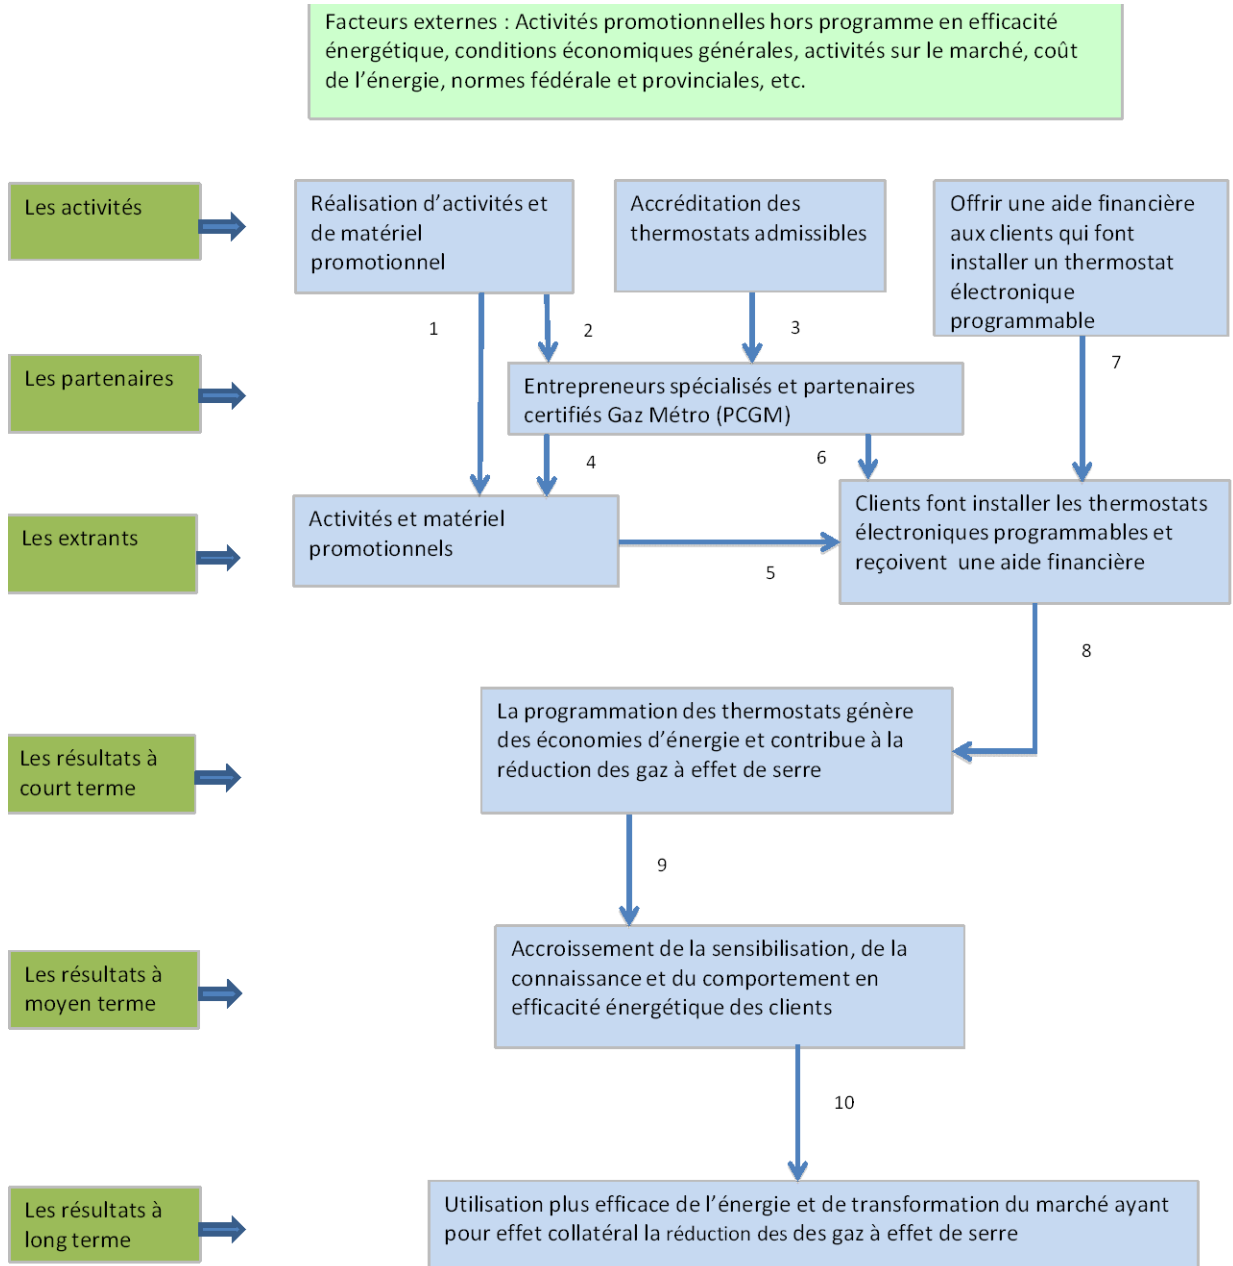 Facteurs externes : Activités promotionnelles hors programme en efficacité
énergétique, conditions économiques générales, activités sur le marché, coût
de l'énergie, normes fédérale et provinciales, etc.
Les activités
Réalisation d'activités et
de matériel
promotionnel
Accréditation des
thermostats admissibles
Offrir une aide financière
aux clients qui font
installer un thermostat
électronique
programmable
1
2
3
7
Les partenaires
Entrepreneurs spécialisés et partenaires
certifiés Gaz Métro (PCGM)
4
6
Les extrants
Activités et matériel
promotionnels
5
Clients font installer les thermostats
électroniques programmables et
reçoivent une aide financière
8
Les résultats à
court terme
La programmation des thermostats génère
des économies d'énergie et contribue à la
réduction des gaz à effet de serre
9
Les résultats à
moyen terme
Accroissement de la sensibilisation, de la
connaissance et du comportement en
efficacité énergétique des clients
10
Les résultats à
long terme
Utilisation plus efficace de l'énergie et de transformation du marché ayant
pour effet collatéral la réduction des des gaz à effet de serre